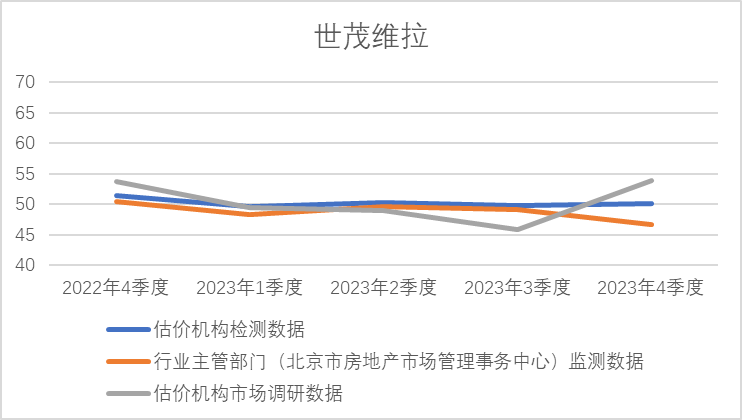 世茂维拉
70
65
60
55
50
45
40
2022年4季度 2023年1季度 2023年2季度 2023年3季度 2023年4季度
估价机构检测数据
行业主管部门（北京市房地产市场管理事务中心）监测数据
估价机构市场调研数据